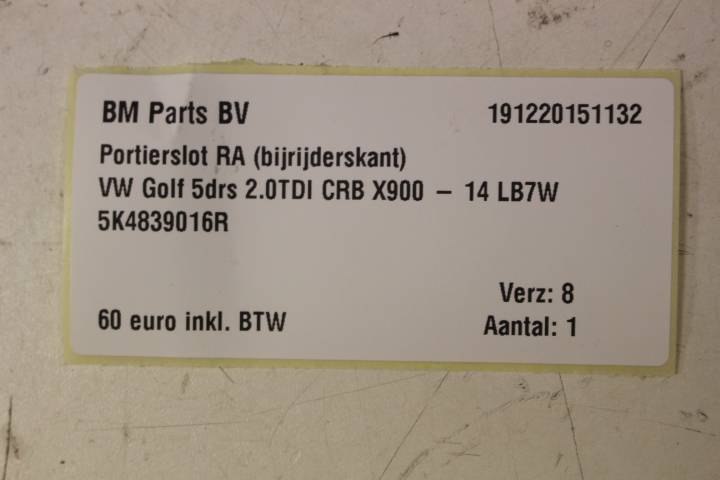 BM Parts BV 191220151132
Portierslot RA (bijrijderskant)
VW Golf 5drs 2.0TDI CRB X900 – 14 LB7W
5K4839016R
Verz: 8
60 euro inkl. BTW Aantal: 1